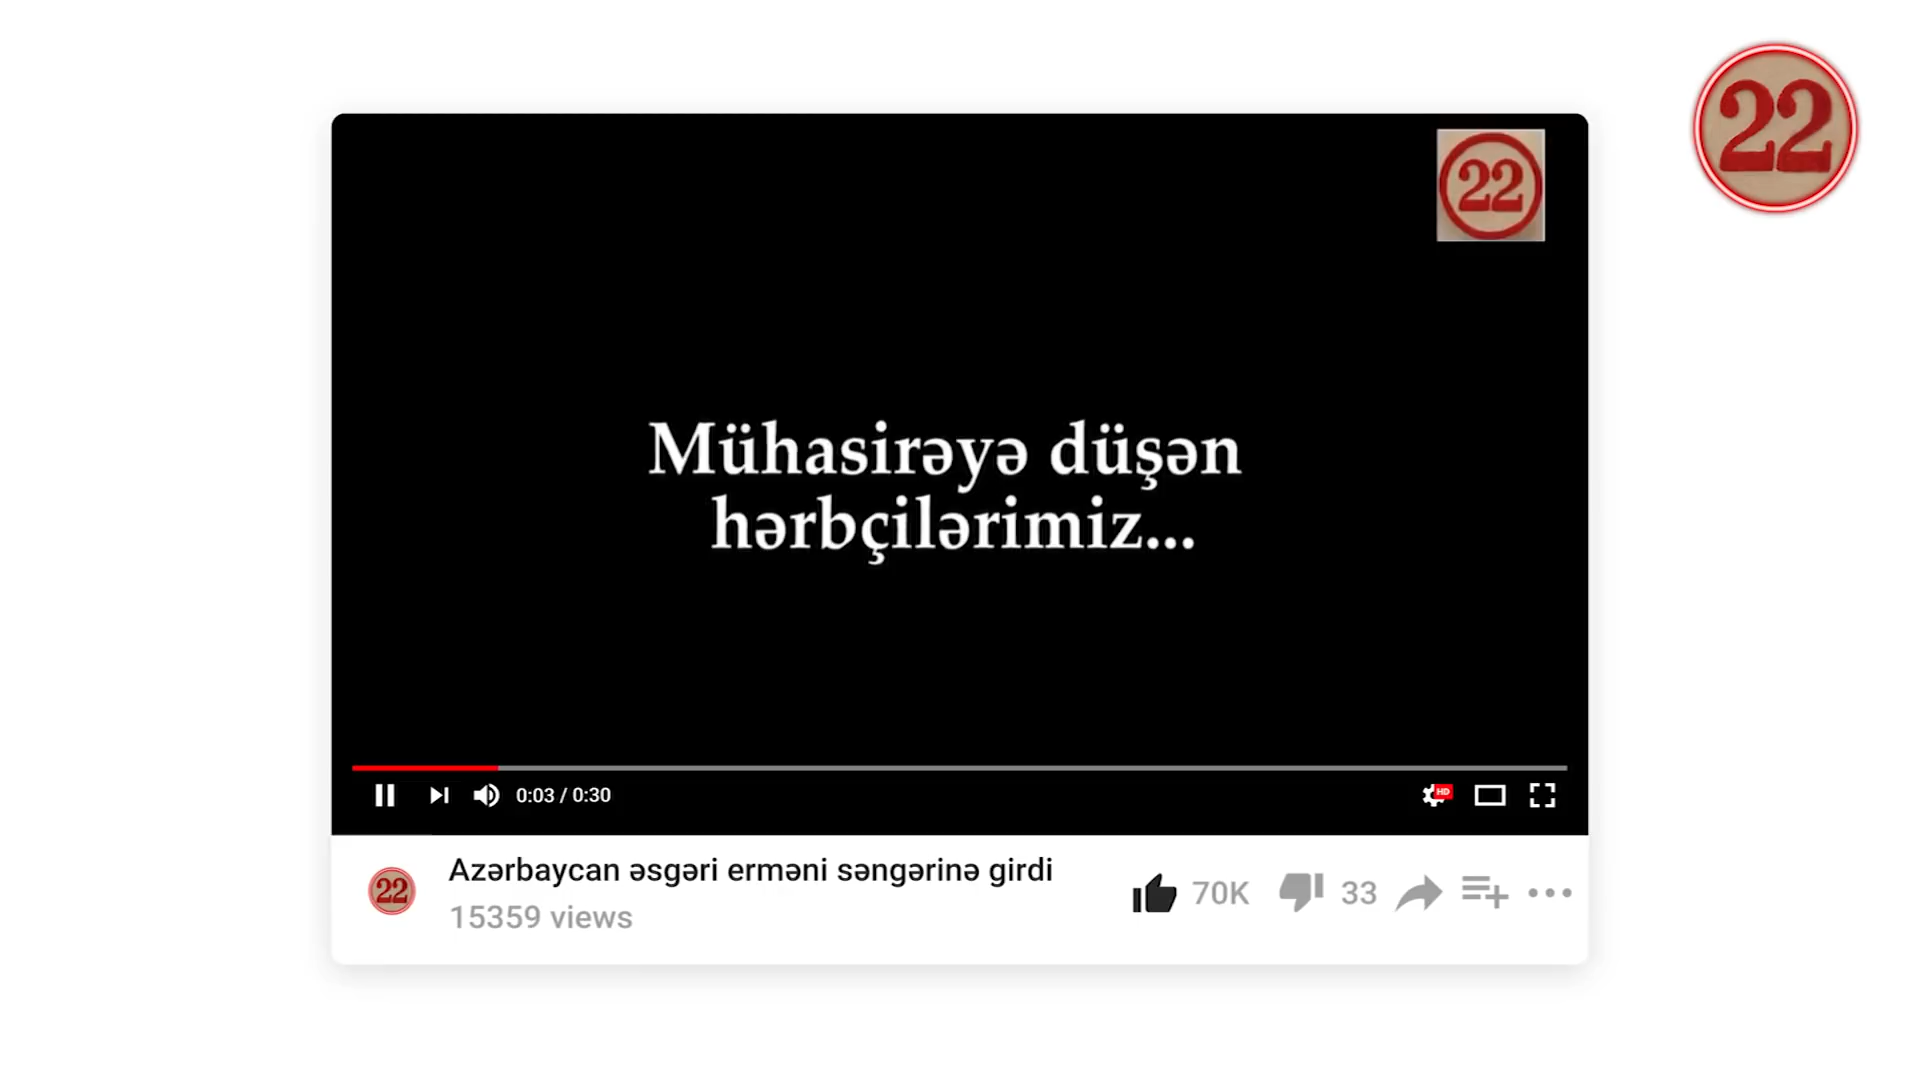 22
22
Mühasirəyə düşən
hərbçilərimiz...
0:03 / 0:30
HD
22
Azərbaycan əsgəri erməni səngərinə girdi
15359 views
70K
33